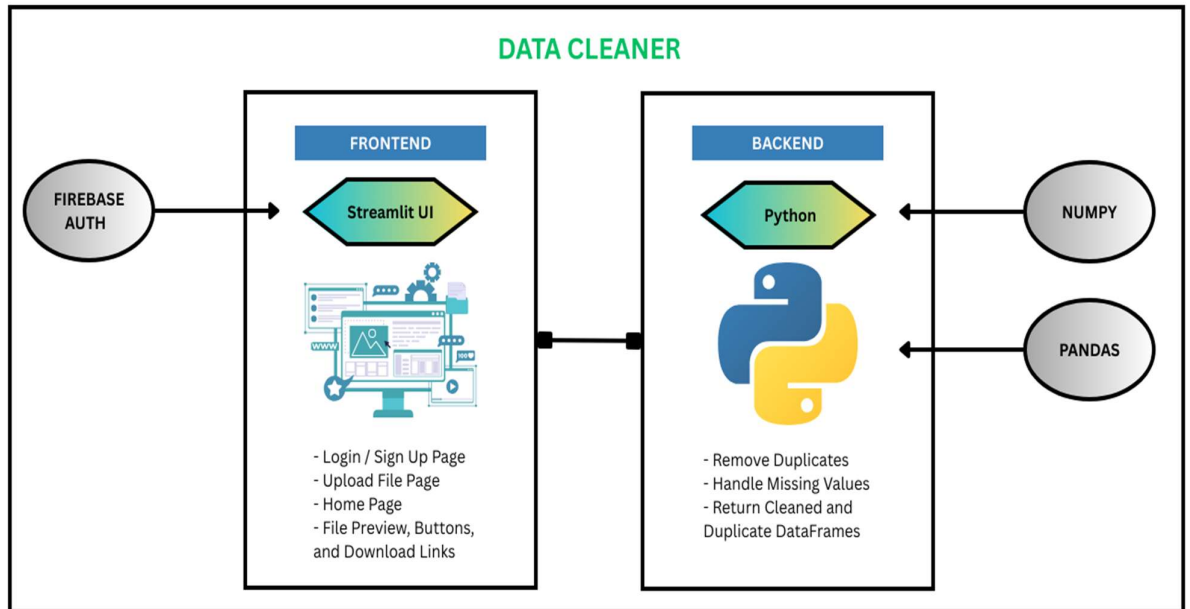 DATA CLEANER
FIREBASE
AUTH
FRONTEND
Streamlit UI
WWW
100
- Login / Sign Up Page
- Upload File Page
- Home Page
- File Preview, Buttons,
and Download Links
BACKEND
Python
- Remove Duplicates
- Handle Missing Values
- Return Cleaned and
Duplicate DataFrames
NUMPY
PANDAS